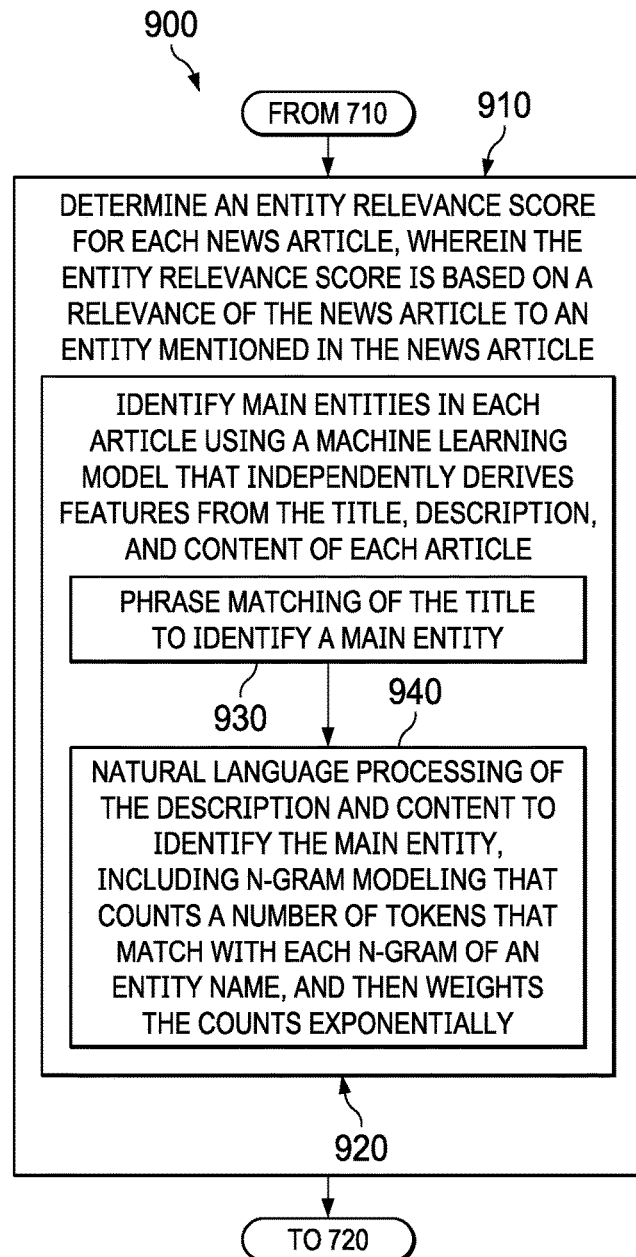 900
FROM 710
910
DETERMINE AN ENTITY RELEVANCE SCORE
FOR EACH NEWS ARTICLE, WHEREIN THE
ENTITY RELEVANCE SCORE IS BASED ON A
RELEVANCE OF THE NEWS ARTICLE TO AN
ENTITY MENTIONED IN THE NEWS ARTICLE
IDENTIFY MAIN ENTITIES IN EACH
ARTICLE USING A MACHINE LEARNING
MODEL THAT INDEPENDENTLY DERIVES
FEATURES FROM THE TITLE, DESCRIPTION,
AND CONTENT OF EACH ARTICLE
PHRASE MATCHING OF THE TITLE
TO IDENTIFY A MAIN ENTITY
930
940
NATURAL LANGUAGE PROCESSING OF
THE DESCRIPTION AND CONTENT TO
IDENTIFY THE MAIN ENTITY,
INCLUDING N-GRAM MODELING THAT
COUNTS A NUMBER OF TOKENS THAT
MATCH WITH EACH N-GRAM OF AN
ENTITY NAME, AND THEN WEIGHTS
THE COUNTS EXPONENTIALLY
920
TO 720